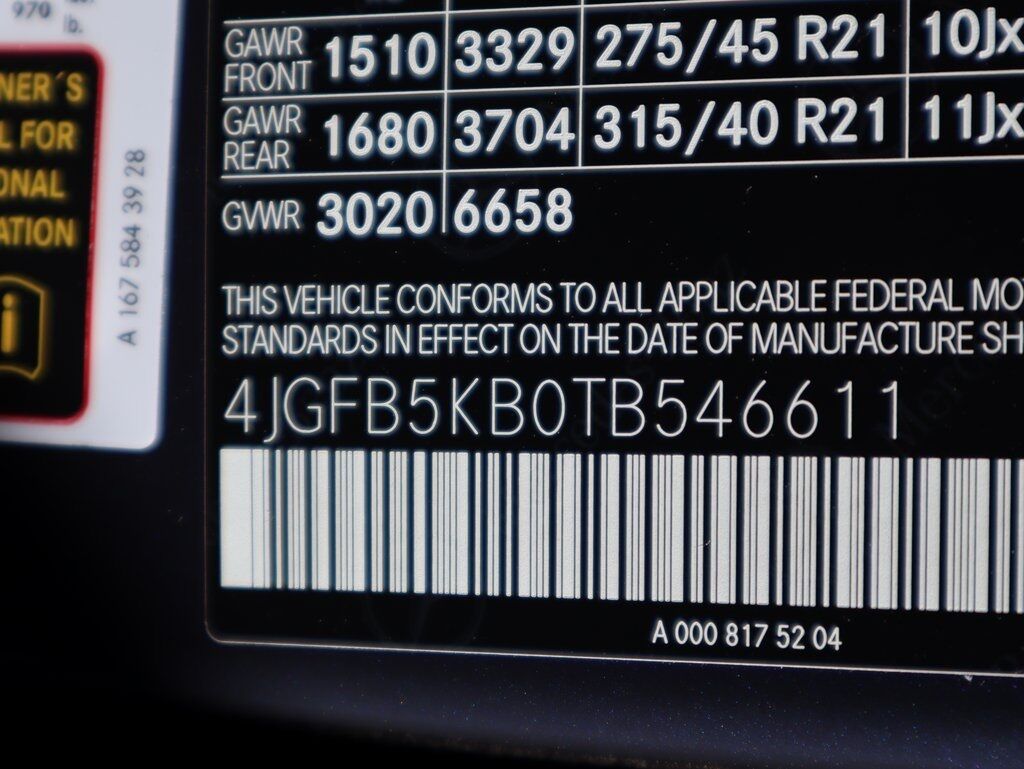 970
lb.
NER´S
L FOR
ONAL
ATION
i
A 167 584 39 28
GAWR FRONT 1510 3329 275/45 R21 10Jx
GAWR REAR 1680 3704 315/40 R21 11Jx
GVWR 3020 6658
THIS VEHICLE CONFORMS TO ALL APPLICABLE FEDERAL MO
STANDARDS IN EFFECT ON THE DATE OF MANUFACTURE SH
4JGFB5KB0TB546611
A 000 817 52 04